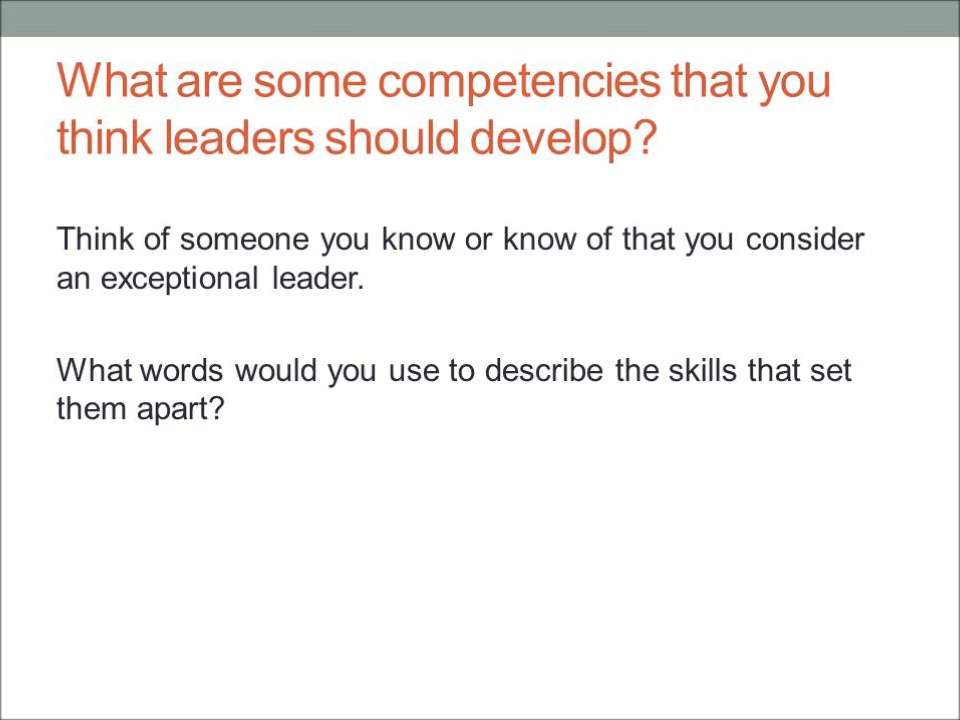 What are some competencies that you
think leaders should develop?
Think of someone you know or know of that you consider
an exceptional leader.
What words would you use to describe the skills that set
them apart?